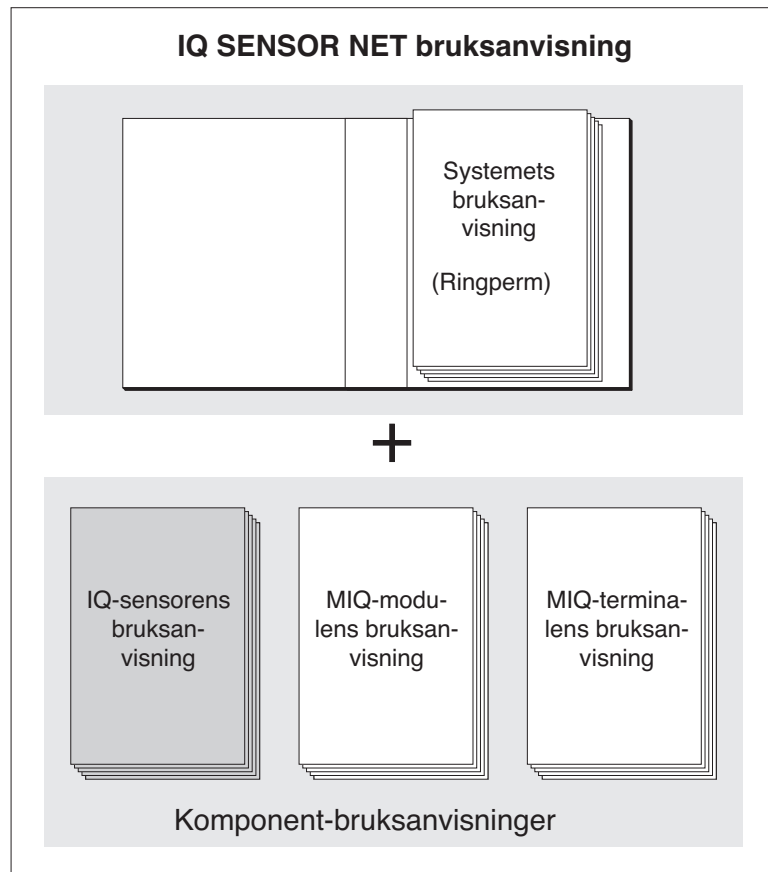 IQ SENSOR NET bruksanvisning
Systemets
bruksan-
visning
(Ringperm)
+
IQ-sensorens
bruksan-
visning
MIQ-modu-
lens bruksan-
visning
MIQ-termina-
lens bruksan-
visning
Komponent-bruksanvisninger